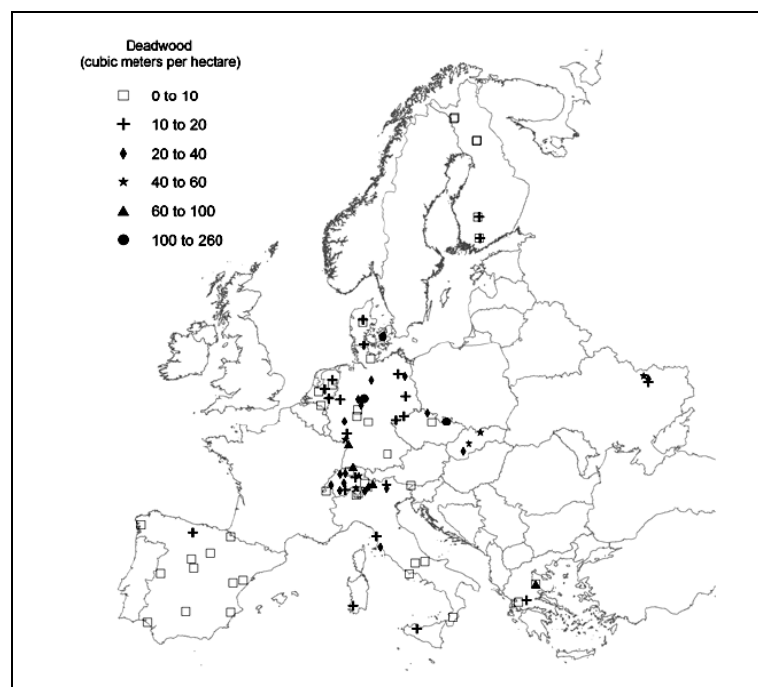 Deadwood
(cubic meters per hectare)
0 to 10
10 to 20
20 to 40
40 to 60
60 to 100
100 to 260